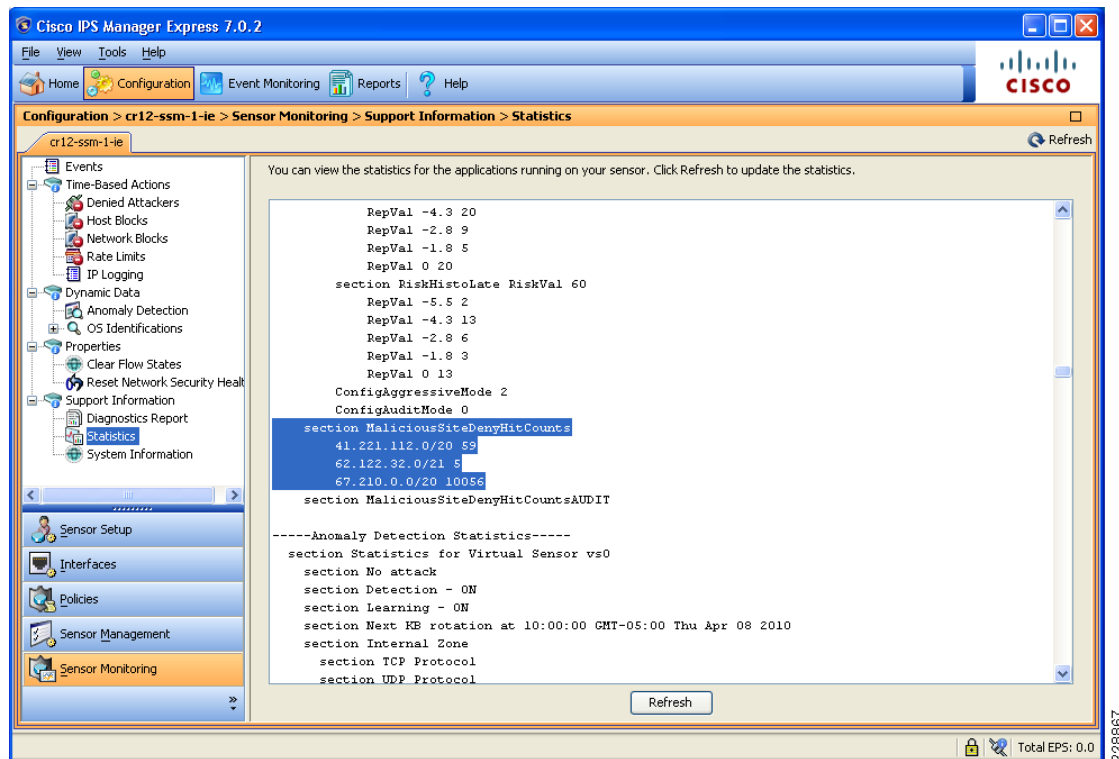 Cisco IPS Manager Express 7.0.2
File View Tools Help
Home Configuration Event Monitoring Reports Help
CISCO
Configuration > cr12-ssm-1-ie > Sensor Monitoring > Support Information > Statistics
cr12-ssm-1-ie
Refresh
Events
Time-Based Actions
Denied Attackers
Host Blocks
Network Blocks
Rate Limits
IP Logging
Dynamic Data
Anomaly Detection
OS Identifications
Properties
Clear Flow States
Reset Network Security Healt
Support Information
Diagnostics Report
Statistics
System Information
Sensor Setup
Interfaces
Policies
Sensor Management
Sensor Monitoring
You can view the statistics for the applications running on your sensor. Click Refresh to update the statistics.
RepVal -4.3 20
RepVal -2.8 9
RepVal -1.8 5
RepVal 0 20
section RiskHistoLate RiskVal 60
RepVal -5.5 2
RepVal -4.3 13
RepVal -2.8 6
RepVal -1.8 3
RepVal 0 13
ConfigAggressiveMode 2
ConfigAuditMode 0
section MaliciousSiteDenyHitCounts
41.221.112.0/20 59
62.122.32.0/21 5
67.210.0.0/20 10056
section MaliciousSiteDenyHitCountsAUDIT
-----Anomaly Detection Statistics-----
section Statistics for Virtual Sensor vs0
section No attack
section Detection - ON
section Learning - ON
section Next KB rotation at 10:00:00 GMT-05:00 Thu Apr 08 2010
section Internal Zone
section TCP Protocol
section UDP Protocol
Refresh
Total EPS: 0.0
228867